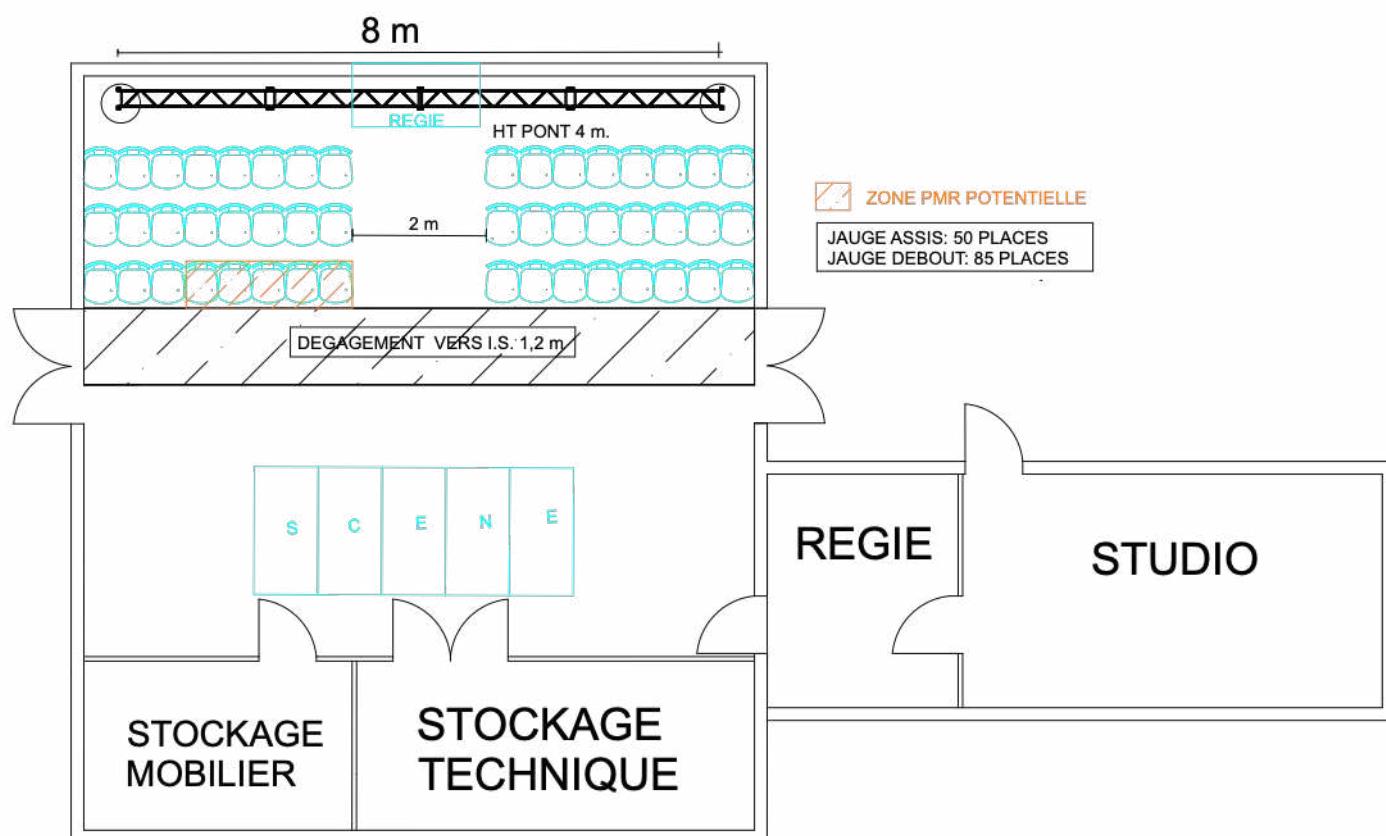 8 m
REGIE
HT PONT 4 m.
2 m
ZONE PMR POTENTIELLE
JAUGE ASSIS: 50 PLACES
JAUGE DEBOUT: 85 PLACES
DEGAGEMENT VERS I.S. 1,2 m
S C E N E
REGIE
STUDIO
STOCKAGE
MOBILIER
STOCKAGE
TECHNIQUE